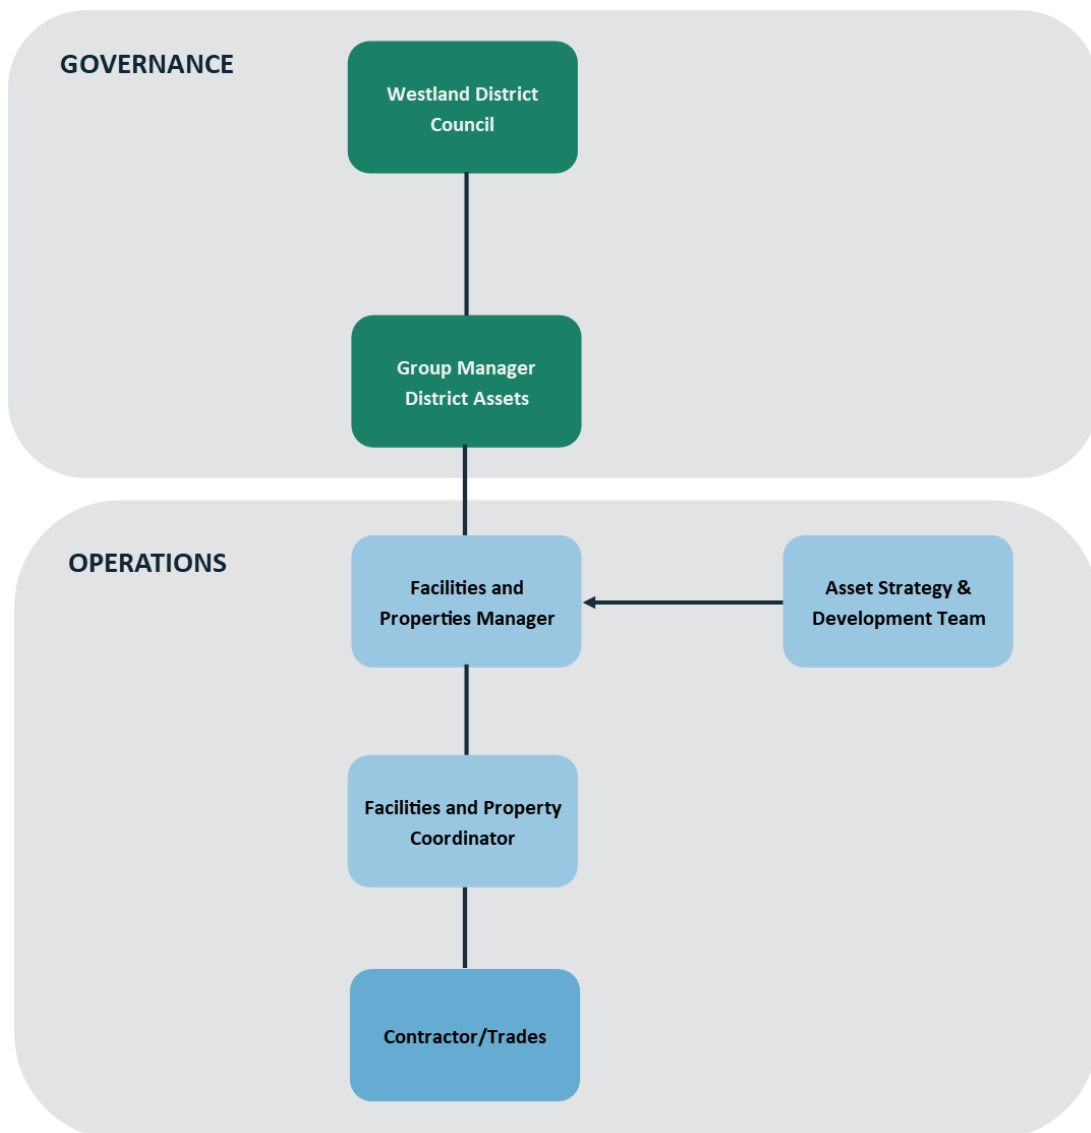 GOVERNANCE
Westland District
Council
Group Manager
District Assets
OPERATIONS
Facilities and
Properties Manager
Asset Strategy &
Development Team
Facilities and Property
Coordinator
Contractor/Trades